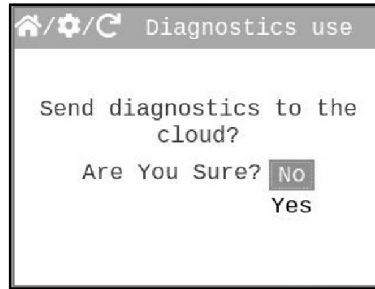 / / Diagnostics use
Send diagnostics to the
cloud?
Are You Sure? No
Yes